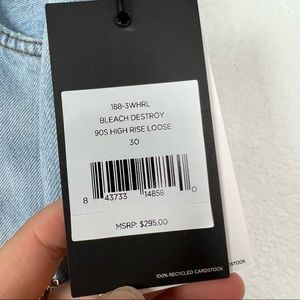 188-3WHRL
BLEACH DESTROY
90S HIGH RISE LOOSE
30
8 43733 14856 0
MSRP: $295.00
100% RECYCLED CARDSTOCK